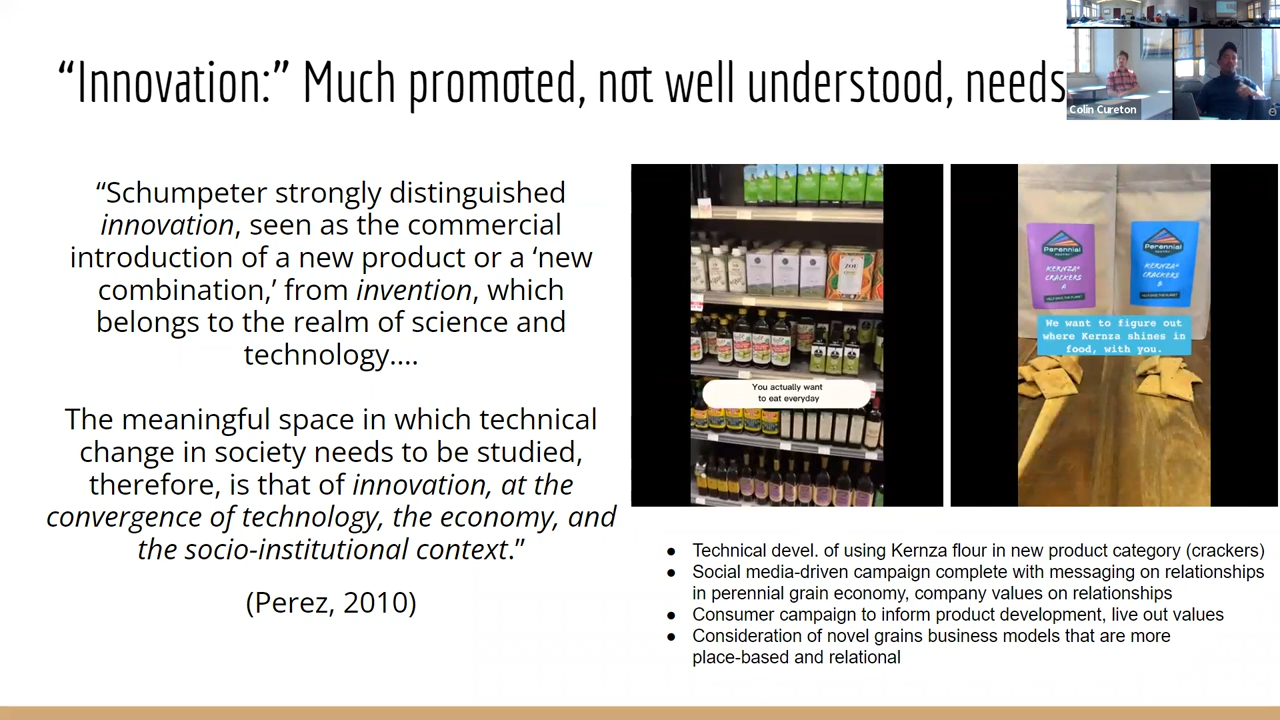 “Innovation:” Much promoted, not well understood, needs
Colin Cureton
“Schumpeter strongly distinguished
innovation, seen as the commercial
introduction of a new product or a ‘new
combination,’ from invention, which
belongs to the realm of science and
technology....
The meaningful space in which technical
change in society needs to be studied,
therefore, is that of innovation, at the
convergence of technology, the economy, and
the socio-institutional context.”
(Perez, 2010)
You actually want
to eat everyday
Perennial
KERNZA®
CRACKERS
A
Perennial
KERNZA®
CRACKERS
B
We want to figure out
where Kernza shines in
food, with you.
● Technical devel. of using Kernza flour in new product category (crackers)
● Social media-driven campaign complete with messaging on relationships
in perennial grain economy, company values on relationships
● Consumer campaign to inform product development, live out values
● Consideration of novel grains business models that are more
place-based and relational